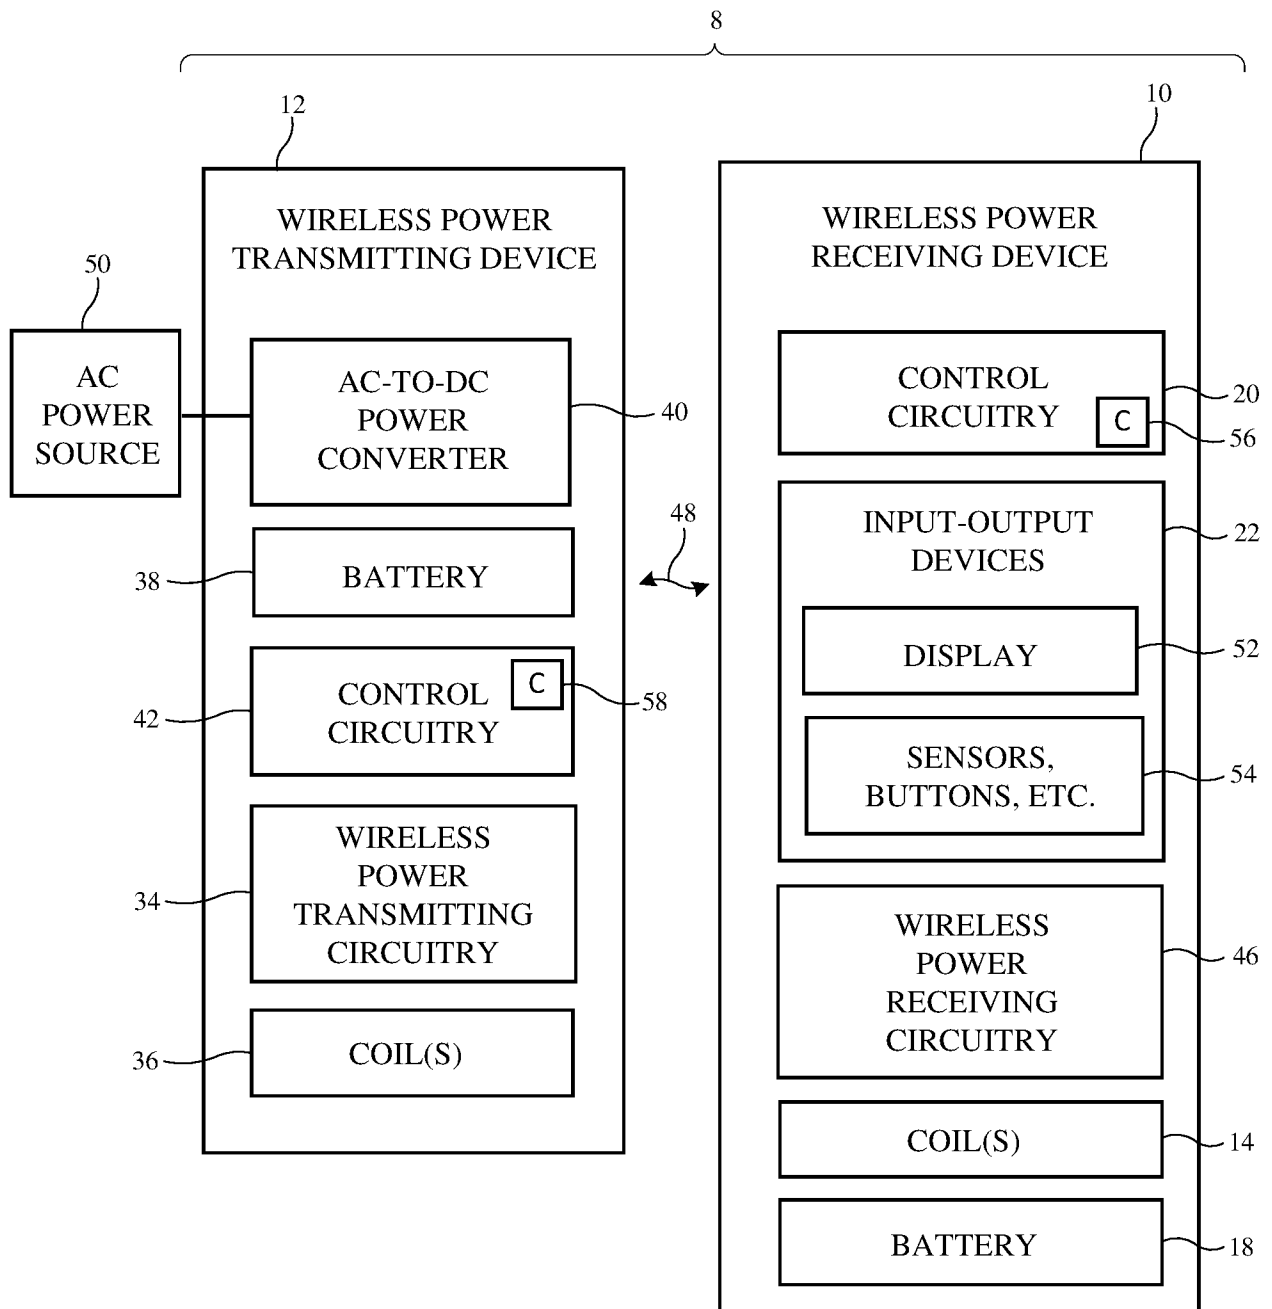 8
12
10
WIRELESS POWER
TRANSMITTING DEVICE
WIRELESS POWER
RECEIVING DEVICE
50
AC
POWER
SOURCE
AC-TO-DC
POWER
CONVERTER
40
CONTROL
CIRCUITRY
C
20
56
BATTERY
38
48
INPUT-OUTPUT
DEVICES
22
DISPLAY
52
CONTROL
CIRCUITRY
C
58
42
SENSORS,
BUTTONS, ETC.
54
WIRELESS
POWER
TRANSMITTING
CIRCUITRY
34
WIRELESS
POWER
RECEIVING
CIRCUITRY
46
COIL(S)
36
COIL(S)
14
BATTERY
18